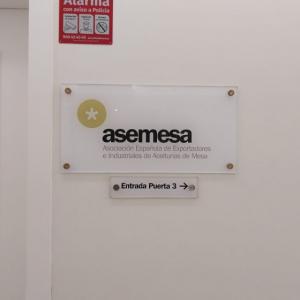 Alarma
con aviso a Policía
asemesa
Asociación Española de Exportadores
e Industriales de Aceitunas de Mesa
Entrada Puerta 3 →